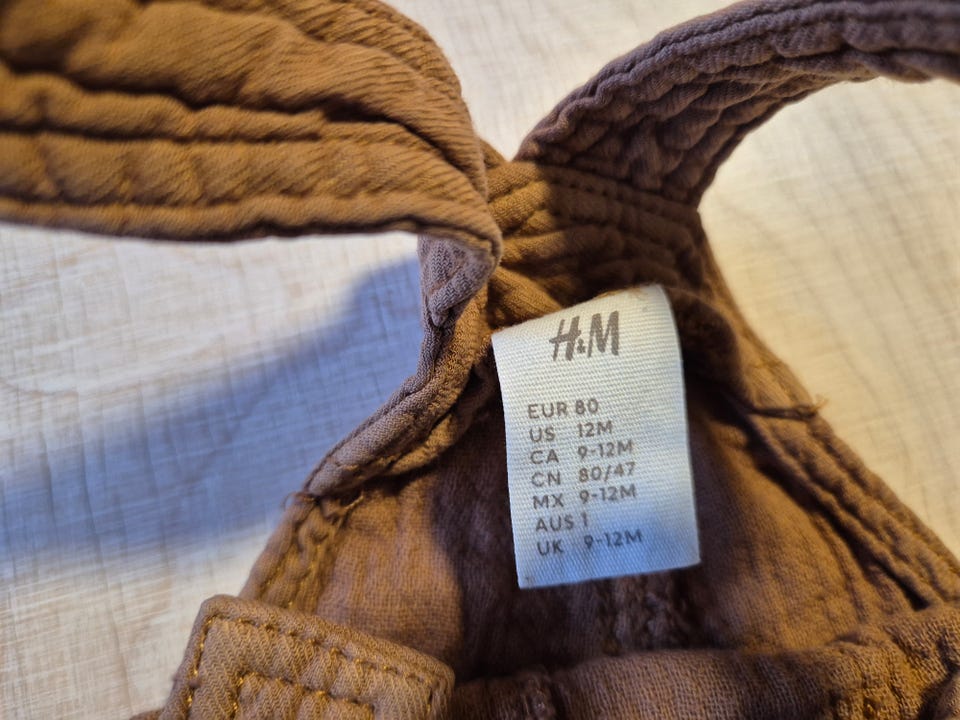 H&M
EUR 80
US 12M
CA 9-12M
CN 80/47
MX 9-12M
AUS 1
UK 9-12M